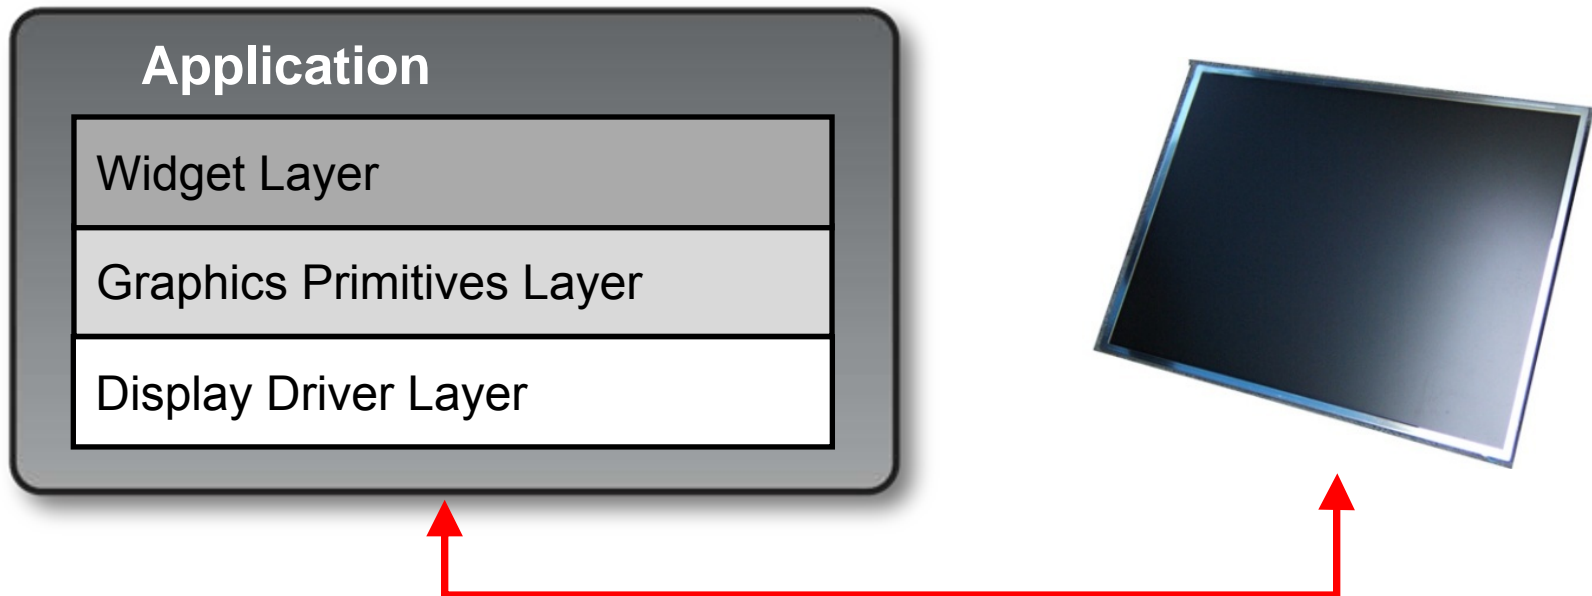 Application
Widget Layer
Graphics Primitives Layer
Display Driver Layer